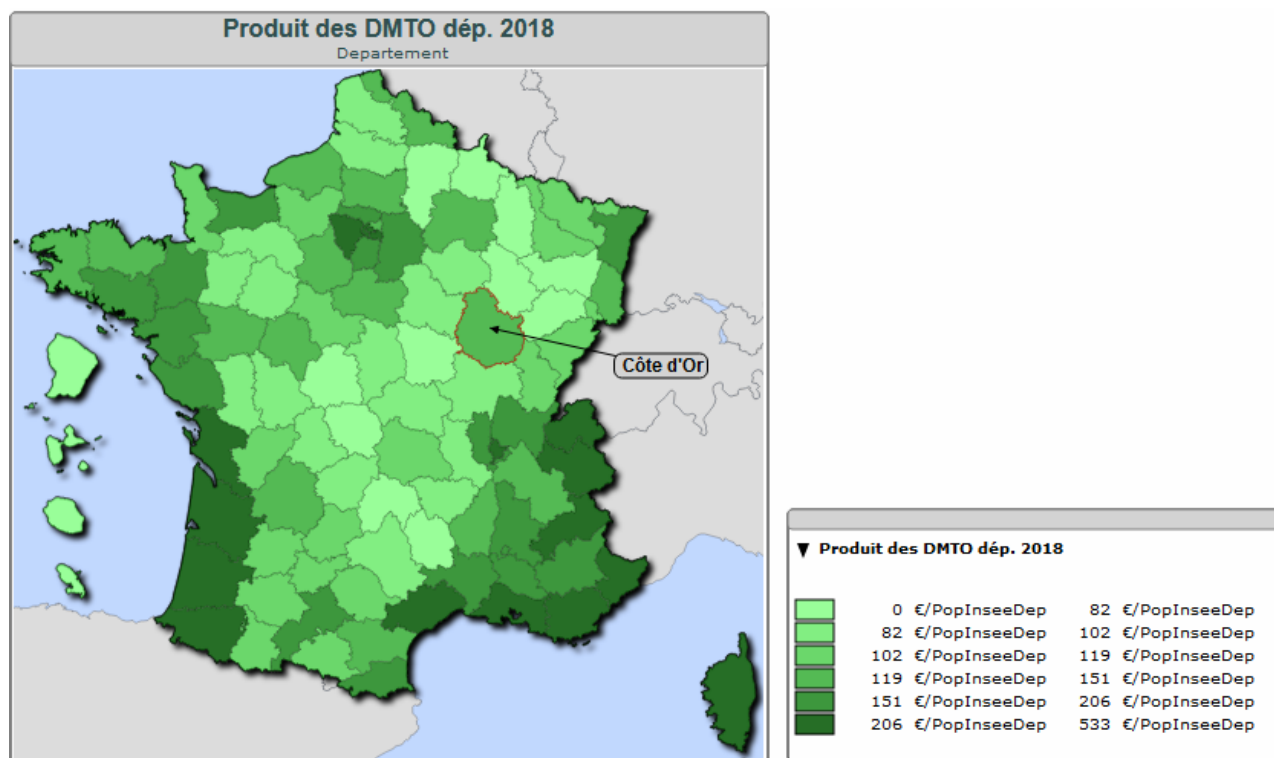 Produit des DMTO dép. 2018
Departement
Côte d'Or
▼ Produit des DMTO dép. 2018
0 €/PopInseeDep 82 €/PopInseeDep
82 €/PopInseeDep 102 €/PopInseeDep
102 €/PopInseeDep 119 €/PopInseeDep
119 €/PopInseeDep 151 €/PopInseeDep
151 €/PopInseeDep 206 €/PopInseeDep
206 €/PopInseeDep 533 €/PopInseeDep